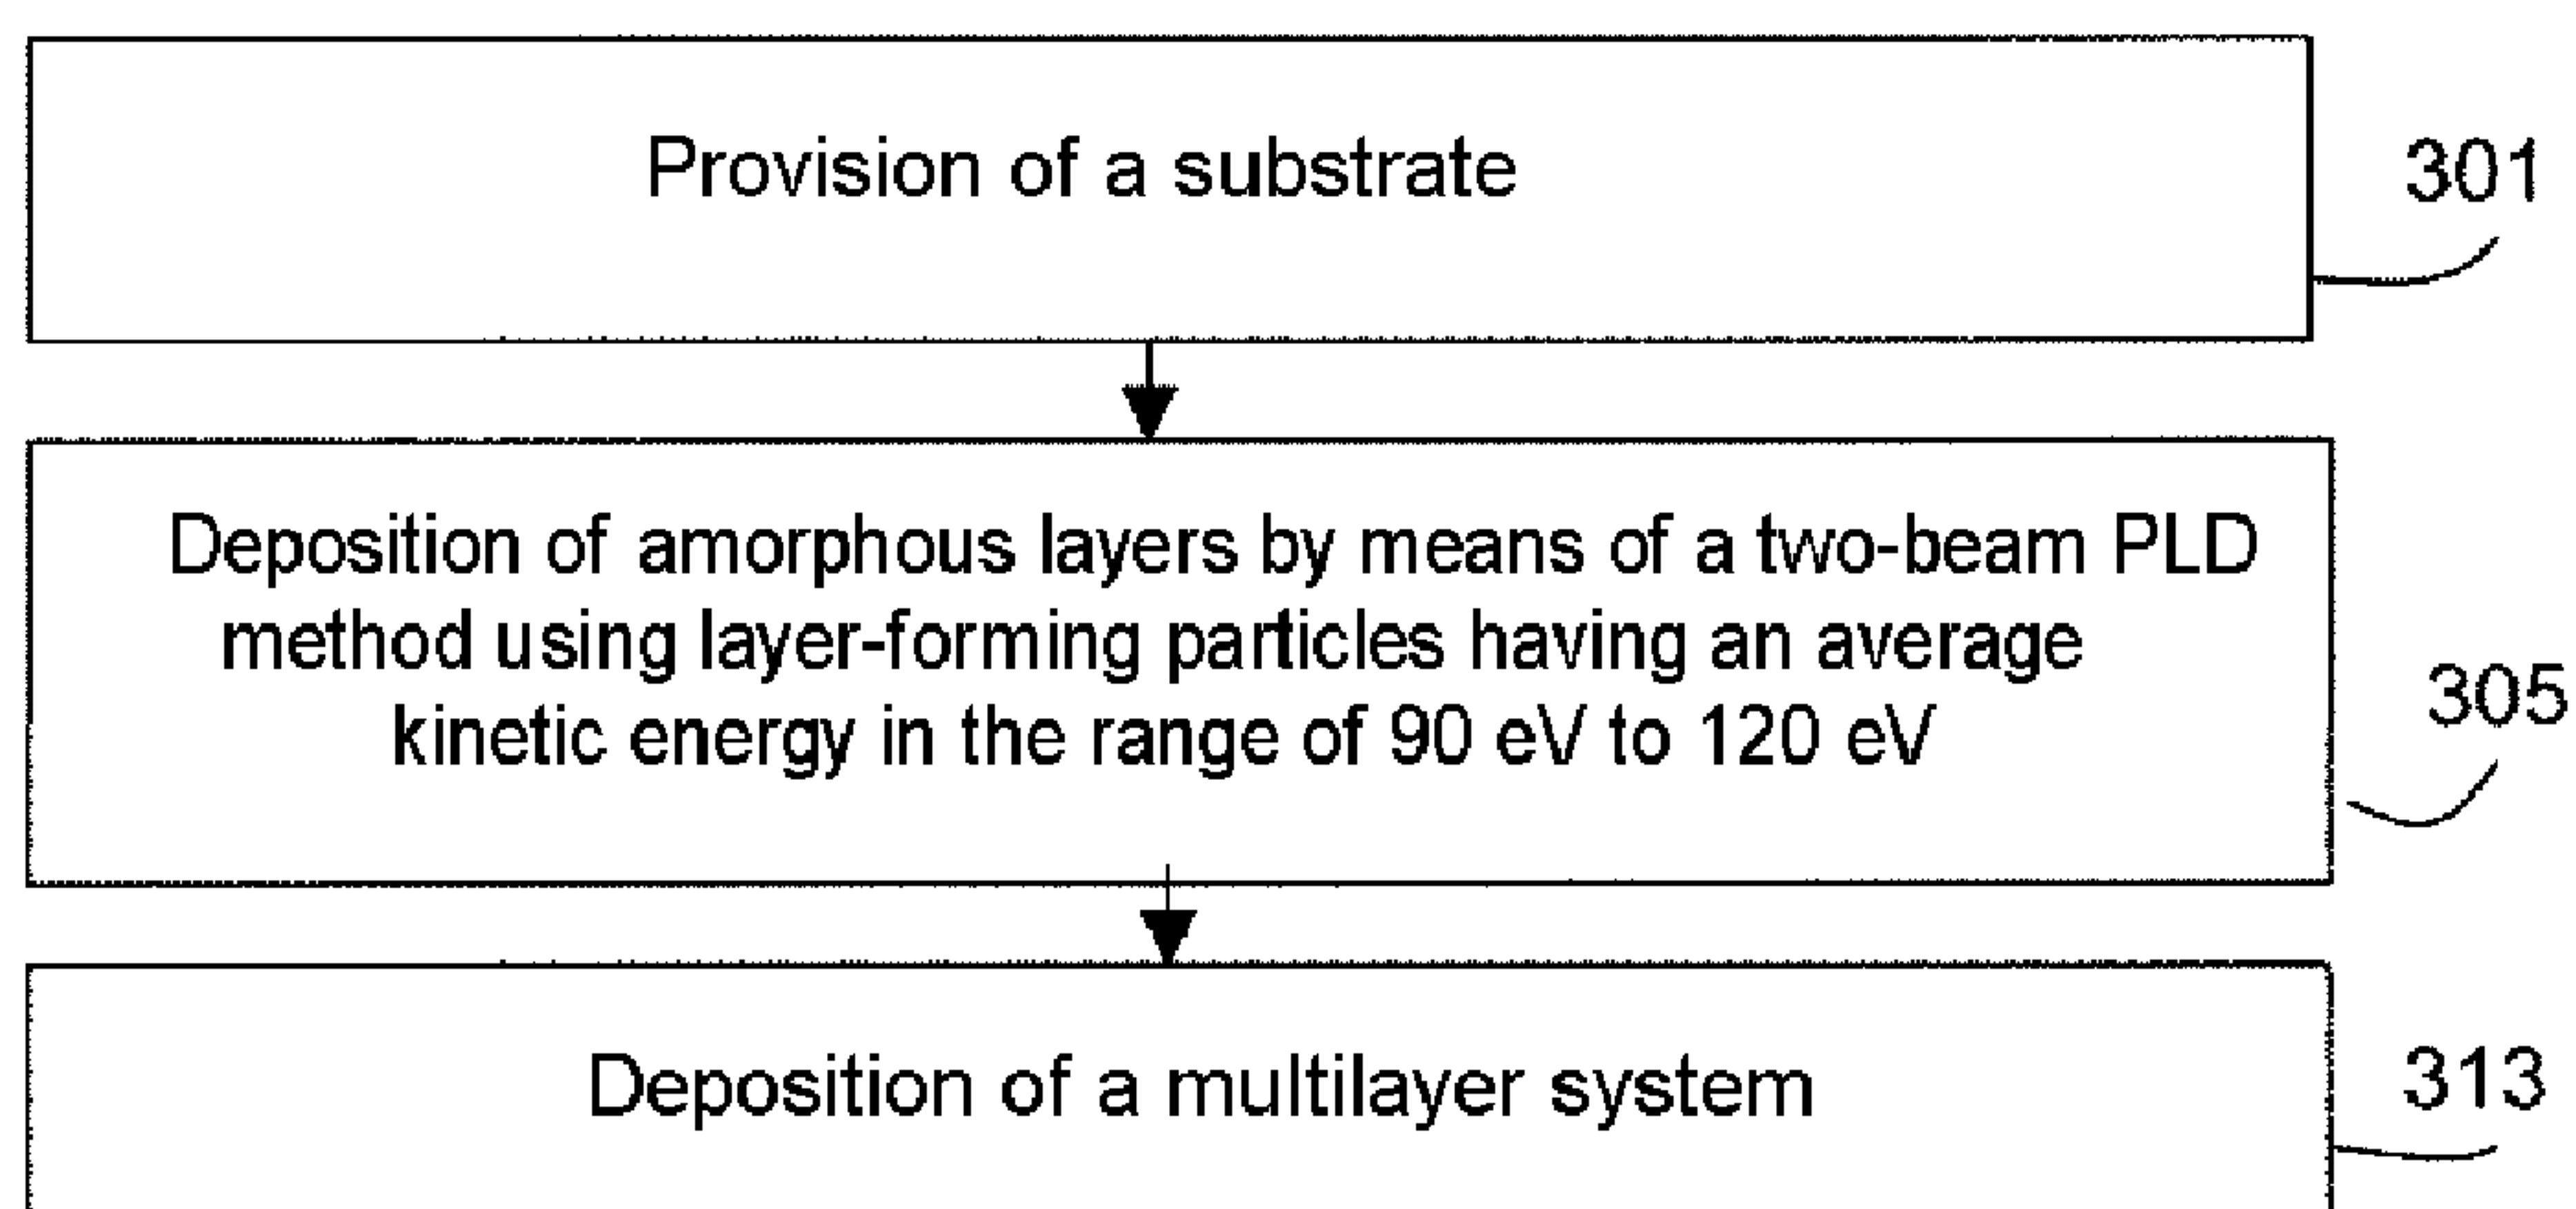 Provision of a substrate
301
Deposition of amorphous layers by means of a two-beam PLD
method using layer-forming particles having an average
kinetic energy in the range of 90 eV to 120 eV
305
Deposition of a multilayer system
313